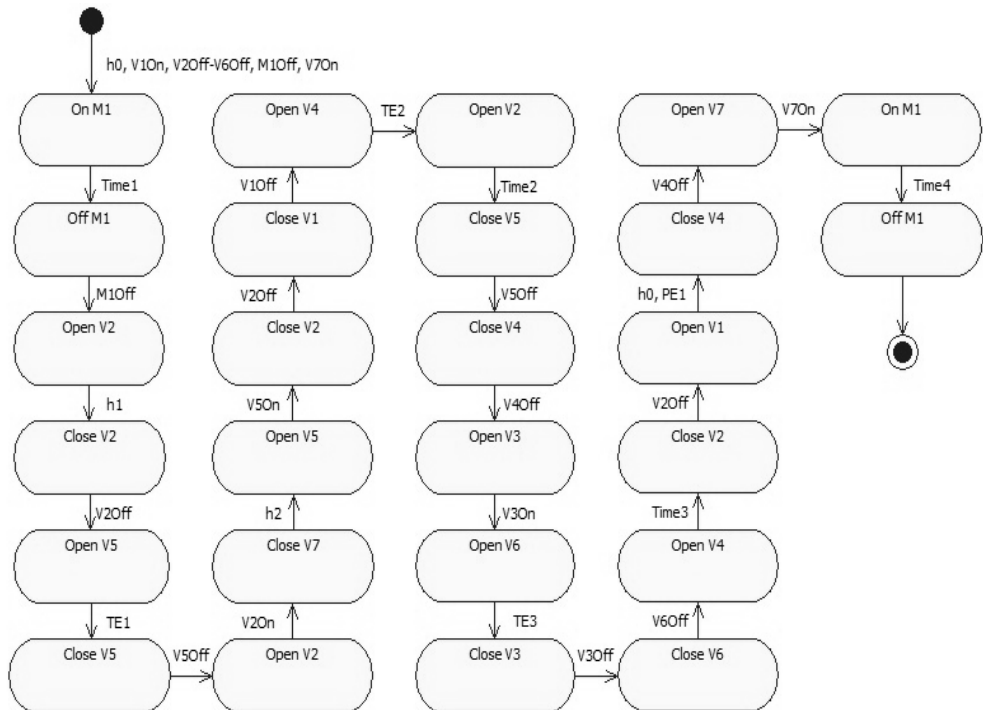 h0, V1On, V2Off-V6Off, M1Off, V7On
On M1
Time1
Off M1
M1Off
Open V2
h1
Close V2
V2Off
Open V5
TE1
Close V5
V5Off
Open V2
V2On
Close V7
h2
Open V5
V5On
Close V2
V2Off
Close V1
V1Off
Open V4
TE2
Open V2
Time2
Close V5
V5Off
Close V4
V4Off
Open V3
V3On
Open V6
TE3
Close V3
V3Off
Close V6
V6Off
Open V4
Time3
Close V2
V2Off
Open V1
h0, PE1
Close V4
V4Off
Open V7
V7On
On M1
Time4
Off M1